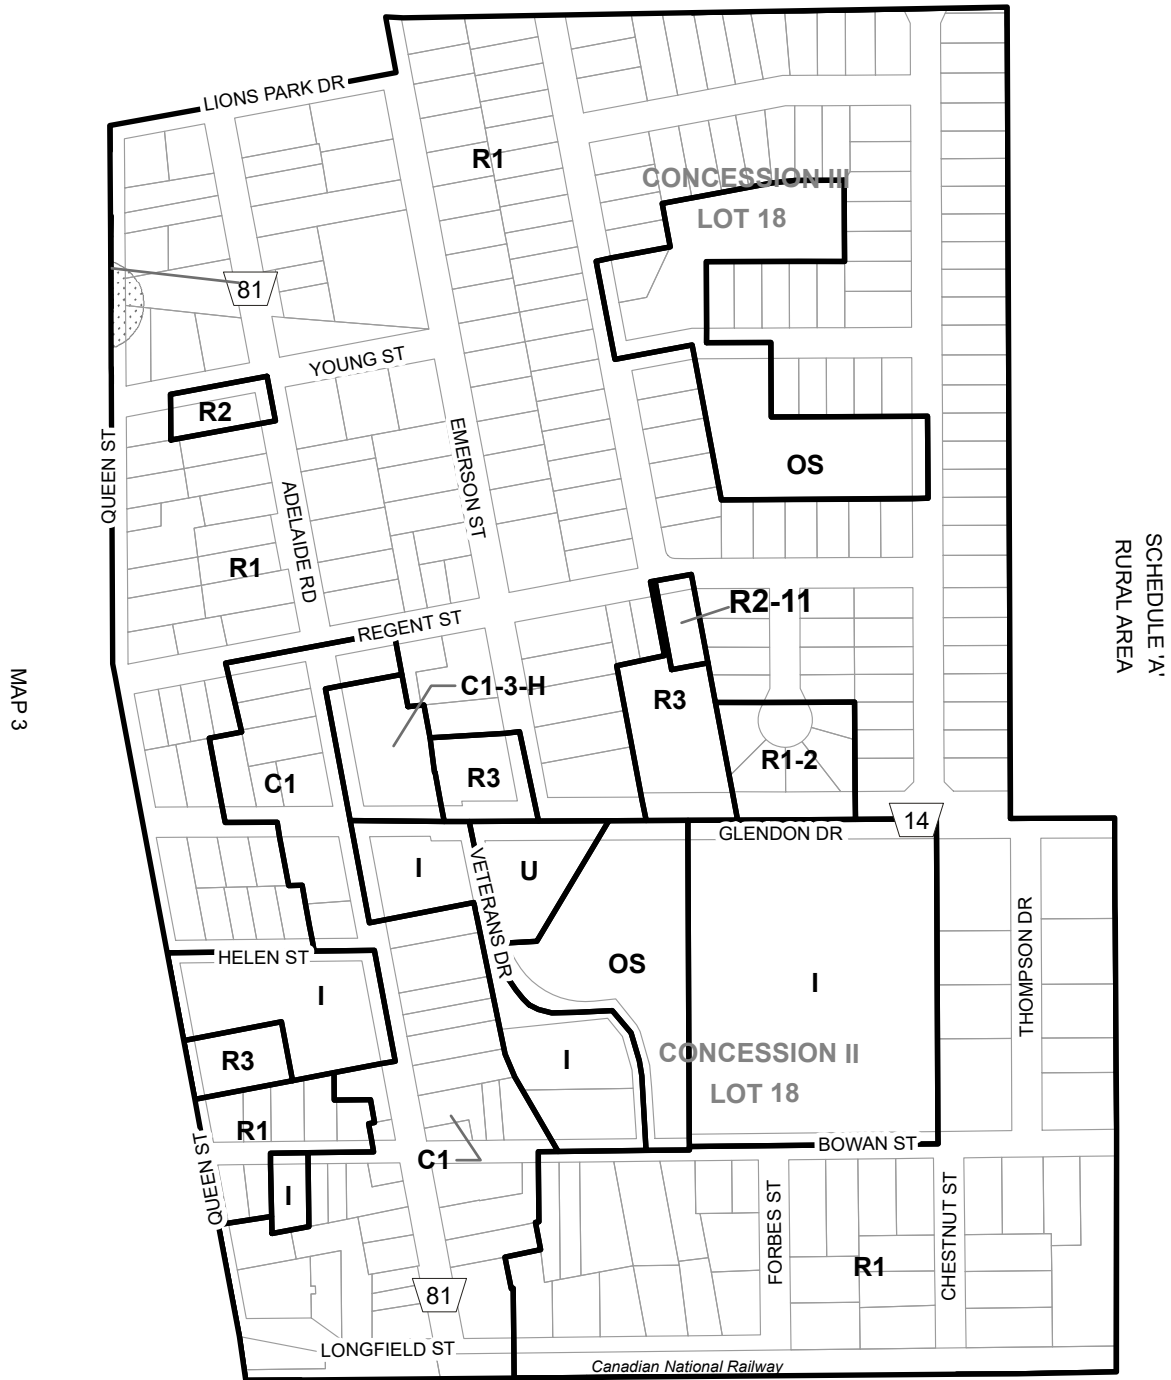 LIONS PARK DR
R1
CONCESSION III
LOT 18
81
YOUNG ST
R2
QUEEN ST
EMERSON ST
OS
ADELAIDE RD
R1
SCHEDULE 'A'
RURAL AREA
MAP 3
REGENT ST
R2-11
C1-3-H
R3
R1-2
C1
R3
14
GLENDON DR
I
VETERANS DR
U
HELEN ST
OS
I
I
THOMPSON DR
R3
I
CONCESSION II
LOT 18
R1
QUEEN ST
C1
BOWAN ST
I
FORBES ST
CHESTNUT ST
R1
81
LONGFIELD ST
Canadian National Railway